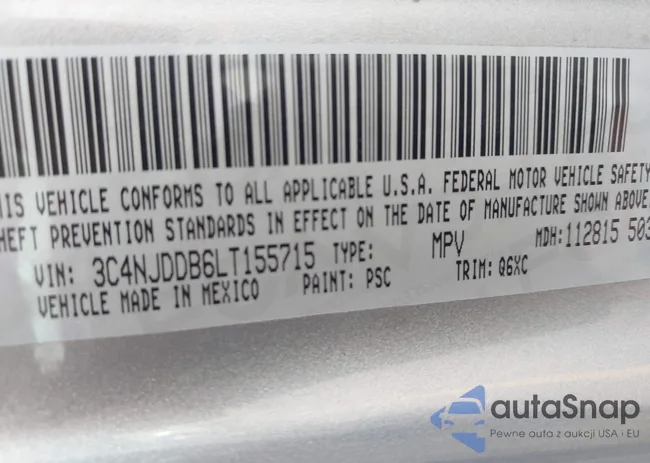 HIS VEHICLE CONFORMS TO ALL APPLICABLE U.S.A. FEDERAL MOTOR VEHICLE SAFETY
HEFT PREVENTION STANDARDS IN EFFECT ON THE DATE OF MANUFACTURE SHOWN ABOVE
VIN: 3C4NJDDB6LT155715 TYPE: MPV MDH: 112815 503
VEHICLE MADE IN MEXICO PAINT: PSC TRIM: Q6XC
autaSnap
Pewne auta z aukcji USA i EU